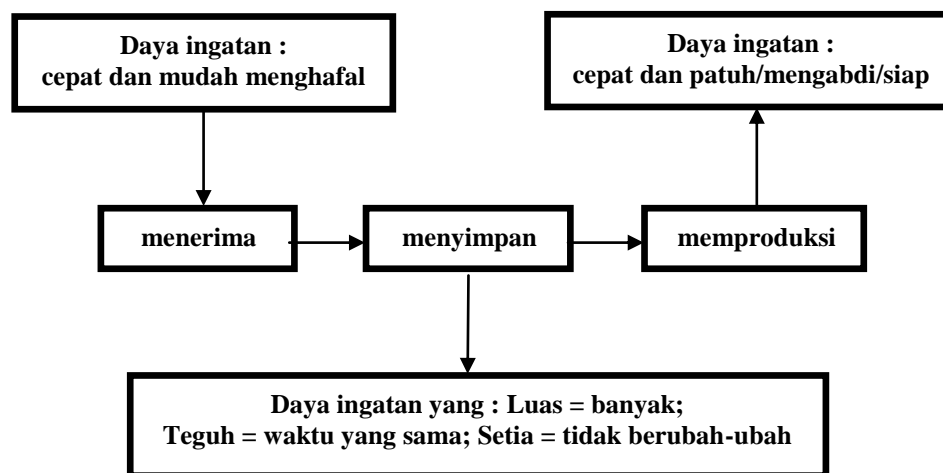 Daya ingatan :
cepat dan mudah menghafal
Daya ingatan :
cepat dan patuh/mengabdi/siap
menerima
menyimpan
memproduksi
Daya ingatan yang : Luas = banyak;
Teguh = waktu yang sama; Setia = tidak berubah-ubah